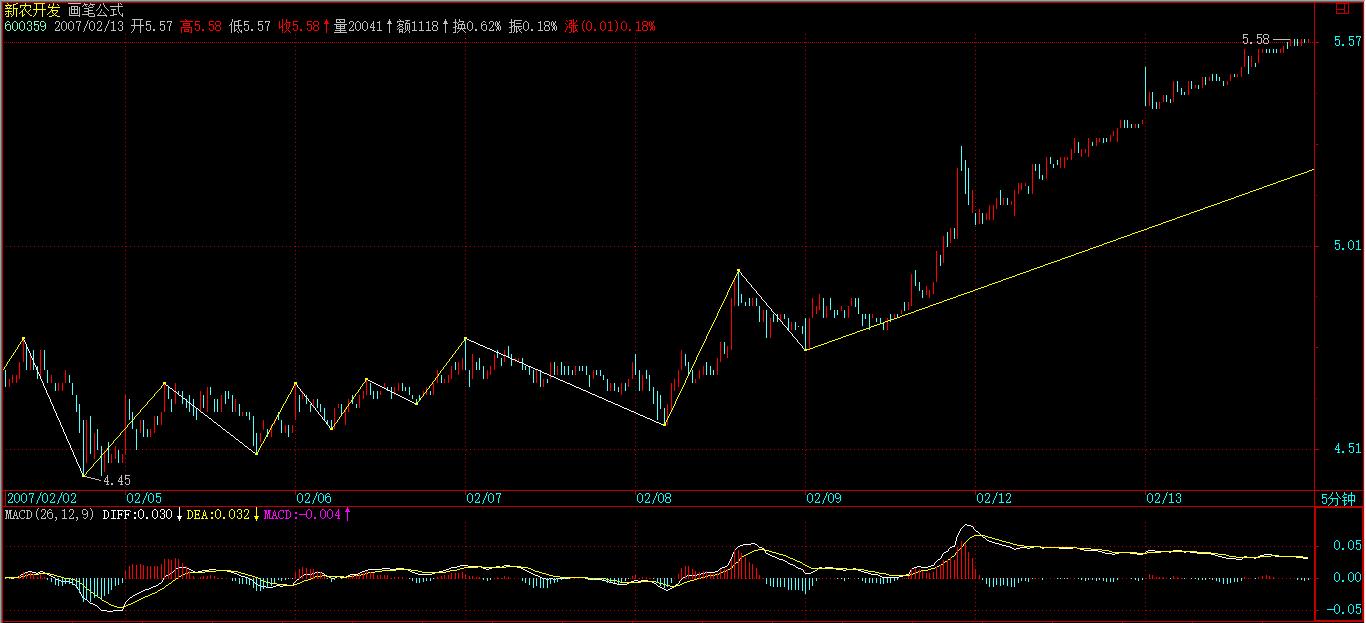 新农开发 画笔公式
600359 2007/02/13 开5.57 高5.58 低5.57 收5.58↑量20041↑额1118↑换0.62% 振0.18% 涨(0.01)0.18%
5.58
5.57
5.01
4.51
4.45
2007/02/02 02/05 02/06 02/07 02/08 02/09 02/12 02/13 5分钟
MACD(26,12,9) DIFF:0.030↓DEA:0.032↓MACD:-0.004↑
0.05
0.00
-0.05